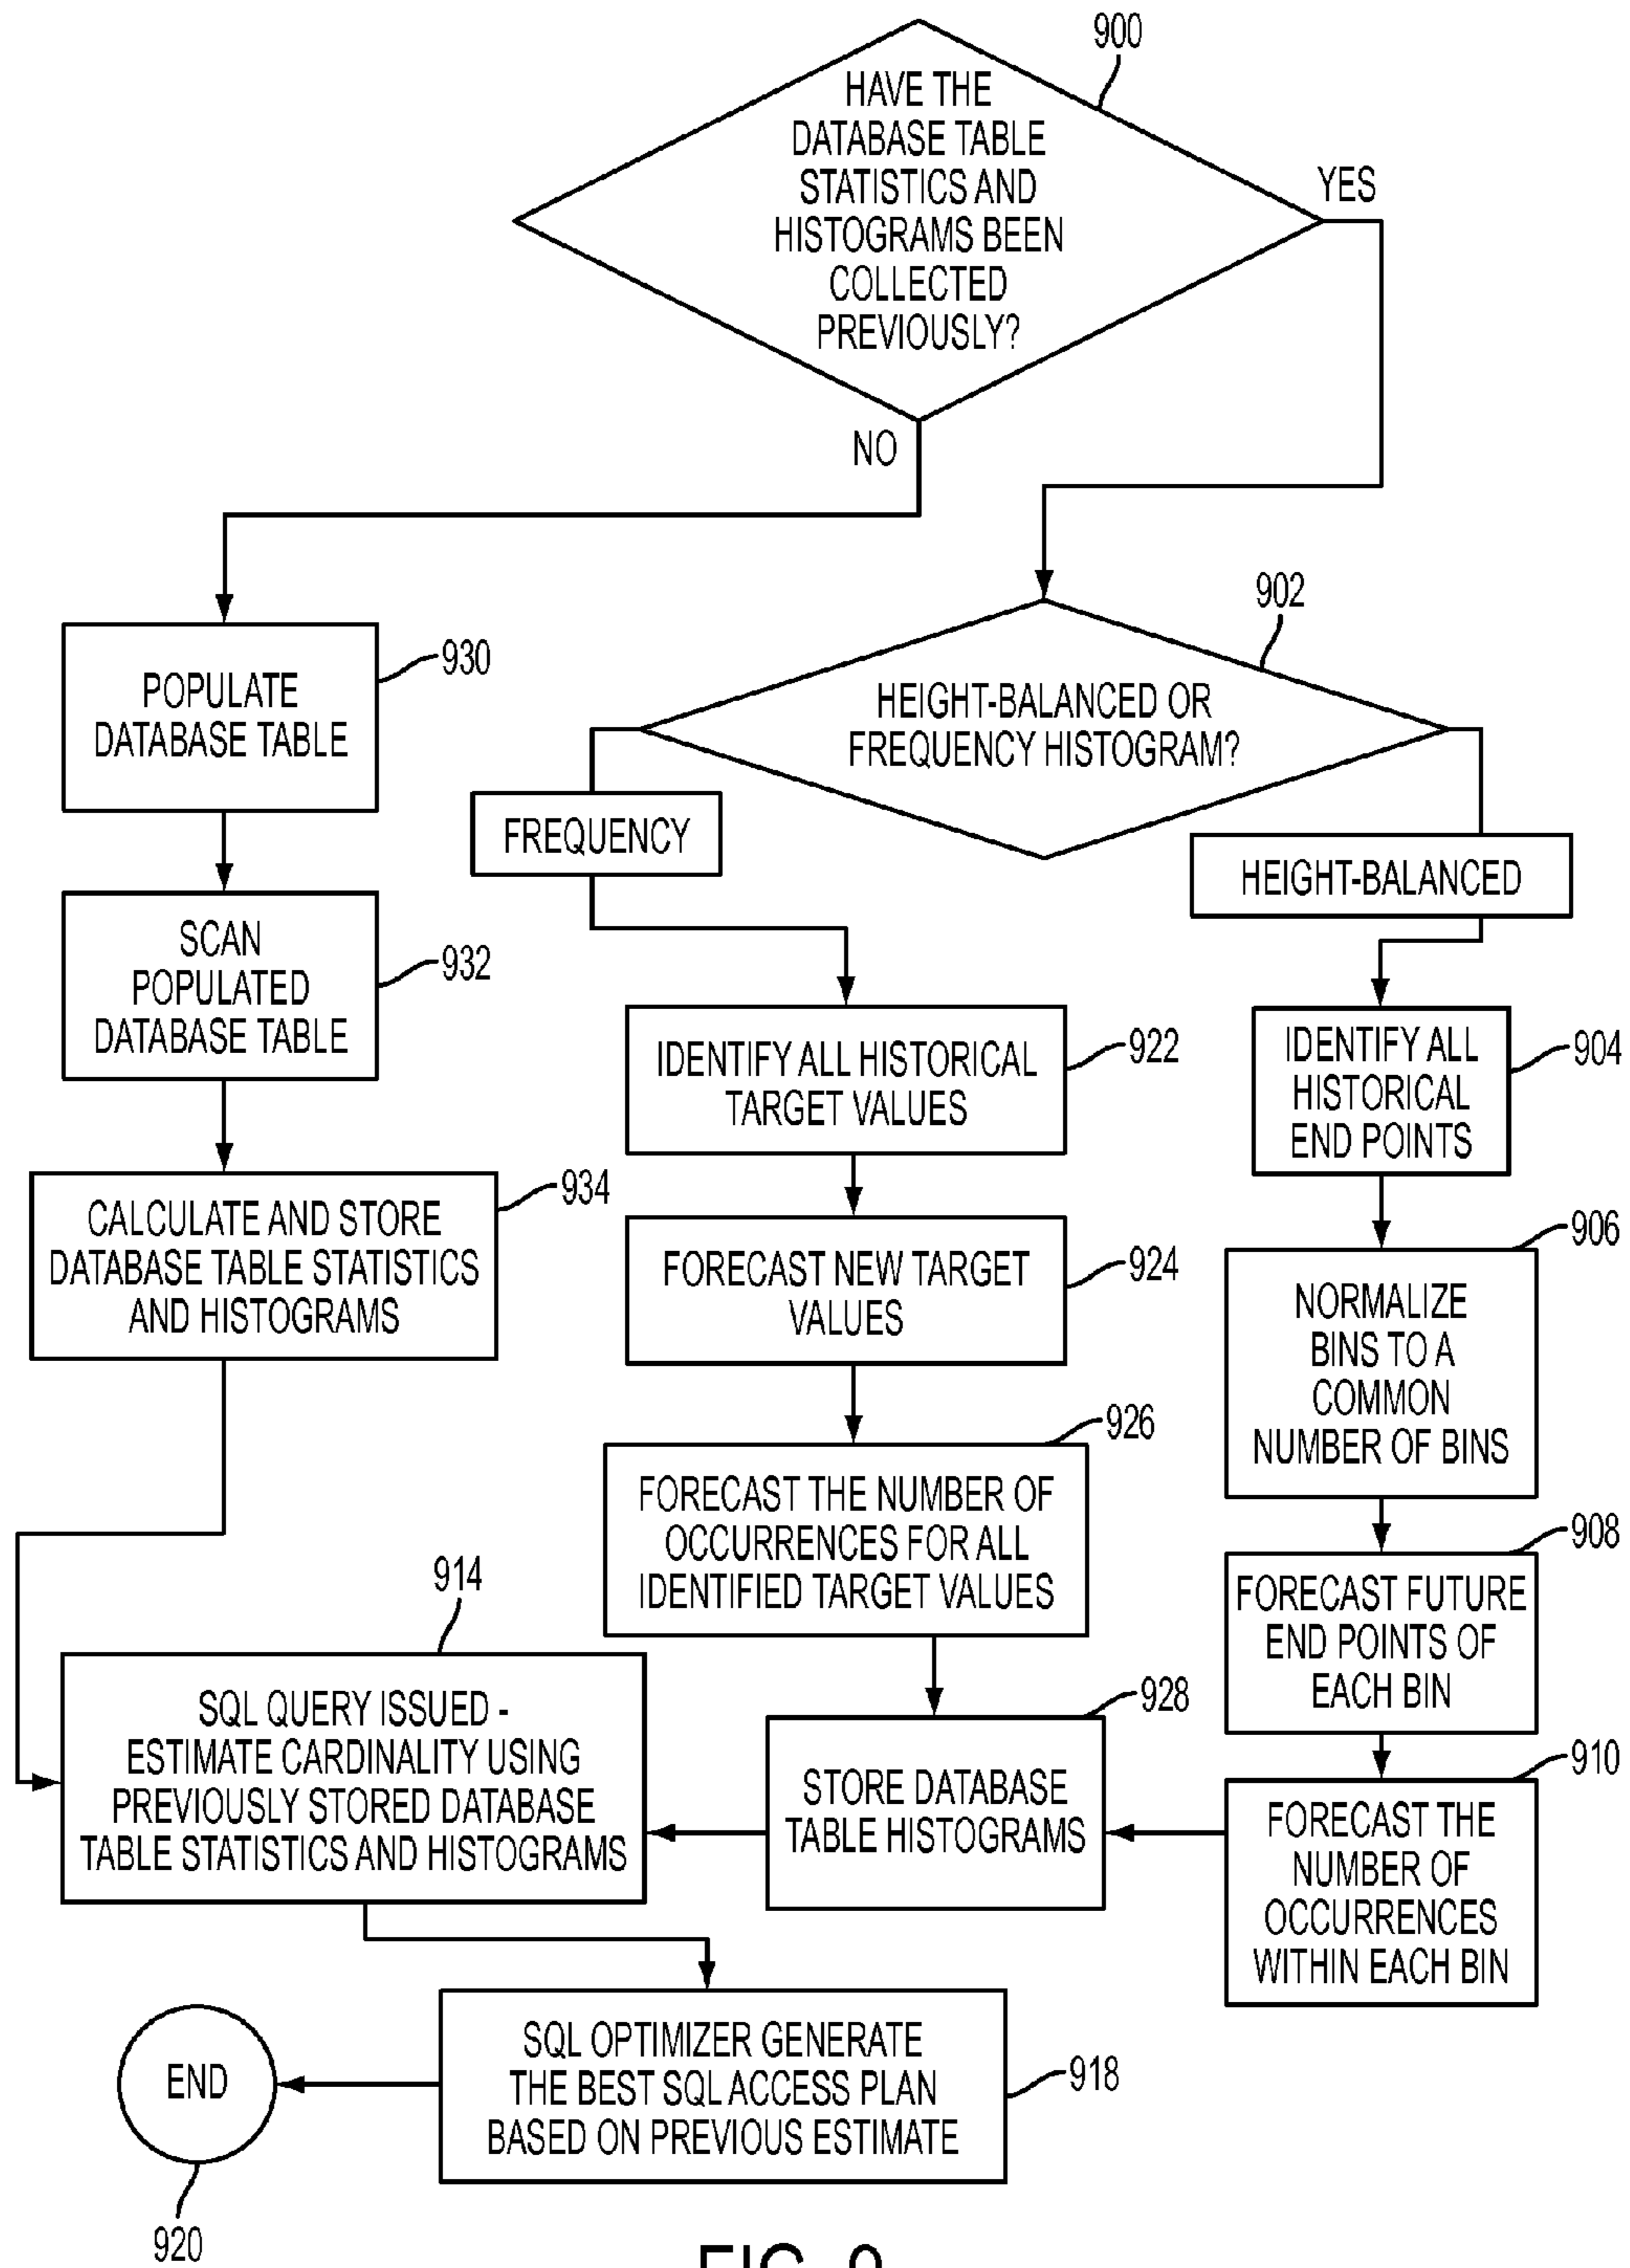 900
HAVE THE
DATABASE TABLE
STATISTICS AND
HISTOGRAMS BEEN
COLLECTED
PREVIOUSLY?
YES
NO
902
HEIGHT-BALANCED OR
FREQUENCY HISTOGRAM?
930
POPULATE
DATABASE TABLE
FREQUENCY
HEIGHT-BALANCED
932
SCAN
POPULATED
DATABASE TABLE
922
IDENTIFY ALL HISTORICAL
TARGET VALUES
904
IDENTIFY ALL
HISTORICAL
END POINTS
934
CALCULATE AND STORE
DATABASE TABLE STATISTICS
AND HISTOGRAMS
924
FORECAST NEW TARGET
VALUES
906
NORMALIZE
BINS TO A
COMMON
NUMBER OF BINS
926
FORECAST THE NUMBER OF
OCCURRENCES FOR ALL
IDENTIFIED TARGET VALUES
908
FORECAST FUTURE
END POINTS OF
EACH BIN
914
SQL QUERY ISSUED -
ESTIMATE CARDINALITY USING
PREVIOUSLY STORED DATABASE
TABLE STATISTICS AND HISTOGRAMS
928
STORE DATABASE
TABLE HISTOGRAMS
910
FORECAST THE
NUMBER OF
OCCURRENCES
WITHIN EACH BIN
918
SQL OPTIMIZER GENERATE
THE BEST SQL ACCESS PLAN
BASED ON PREVIOUS ESTIMATE
END
920
FIG.